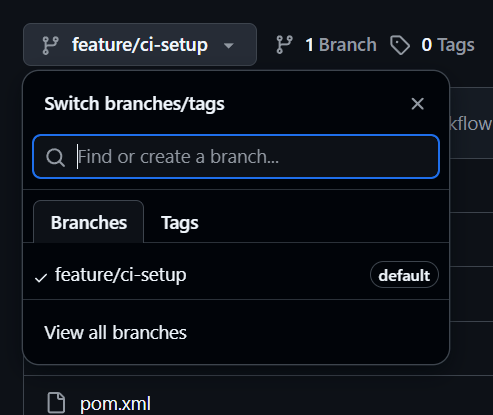 feature/ci-setup 1 Branch 0 Tags
Switch branches/tags
kflow
Find or create a branch...
Branches Tags
feature/ci-setup default
View all branches
pom.xml